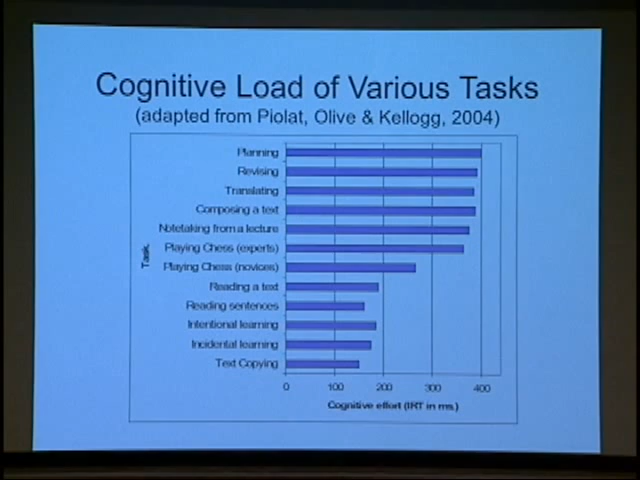 Cognitive Load of Various Tasks
(adapted from Piolat, Olive & Kellogg, 2004)
Planning
Revising
Translating
Composing a text
Notetaking from a lecture
Playing Chess (experts)
Task
Playing Chess (novices)
Reading a text
Reading sentences
Intentional learning
Incidental learning
Text Copying
0 100 200 300 400
Cognitive effort (IRT in ms.)